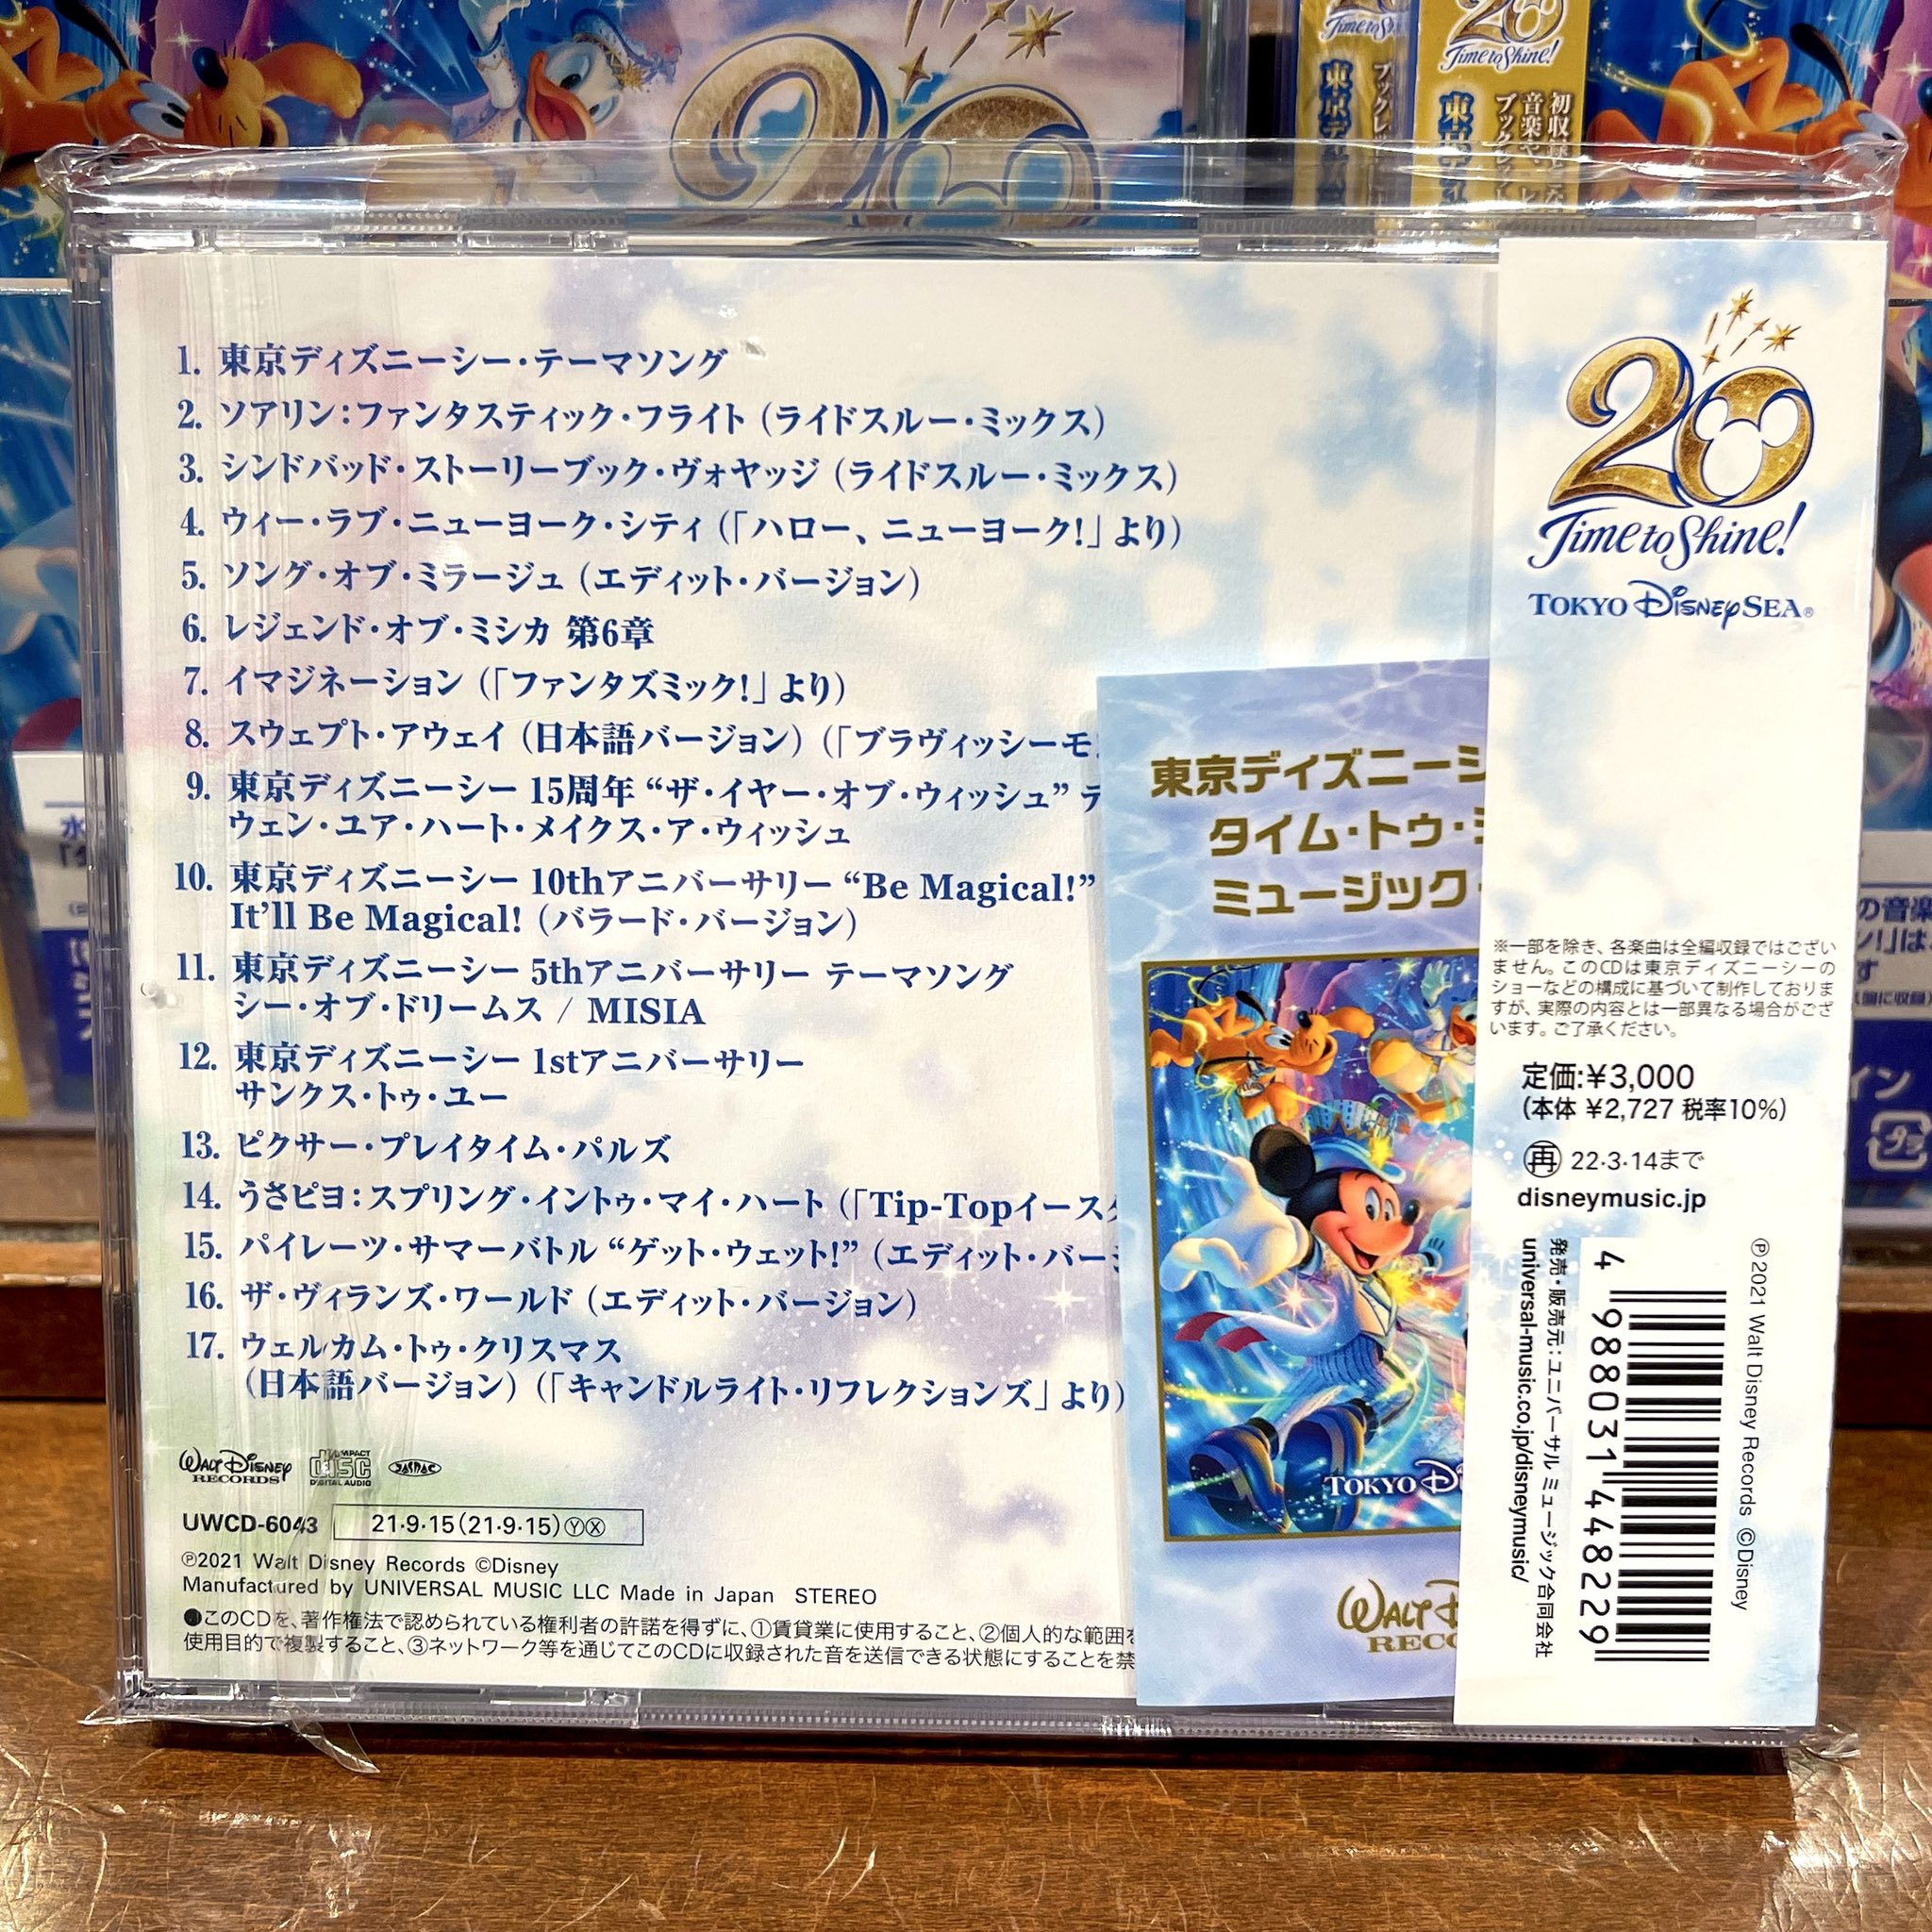 1. 東京ディズニーシー・テーマソング
2. ソアリン：ファンタスティック・フライト（ライドスルー・ミックス）
3. シンドバッド・ストーリーブック・ヴォヤッジ（ライドスルー・ミックス）
4. ウィー・ラブ・ニューヨーク・シティ（「ハロー、ニューヨーク!」より）
5. ソング・オブ・ミラージュ（エディット・バージョン）
6. レジェンド・オブ・ミシカ 第6章
7. イマジネーション（「ファンタズミック!」より）
8. スウェプト・アウェイ（日本語バージョン）（「ブラヴィッシーモ
9. 東京ディズニーシー 15周年 “ザ・イヤー・オブ・ウィッシュ” テ
ウェン・ユア・ハート・メイクス・ア・ウィッシュ
10. 東京ディズニーシー 10thアニバーサリー “Be Magical!”
It’ll Be Magical!（バラード・バージョン）
11. 東京ディズニーシー 5thアニバーサリー テーマソング
シー・オブ・ドリームス / MISIA
12. 東京ディズニーシー 1stアニバーサリー
サンクス・トゥ・ユー
13. ピクサー・プレイタイム・パルズ
14. うさピヨ：スプリング・イントゥ・マイ・ハート（「Tip-Topイースタ
15. パイレーツ・サマーバトル “ゲット・ウェット!”（エディット・バー
16. ザ・ヴィランズ・ワールド（エディット・バージョン）
17. ウェルカム・トゥ・クリスマス
（日本語バージョン）（「キャンドルライト・リフレクションズ」より）
WALT DISNEY RECORDS
COMPACT disc DIGITAL AUDIO
JASRAC
UWCD-6043 21・9・15(21・9・15)ⓎⓍ
℗2021 Walt Disney Records ©Disney
Manufactured by UNIVERSAL MUSIC LLC Made in Japan STEREO
●このCDを、著作権法で認められている権利者の許諾を得ずに、①賃貸業に使用すること、②個人的な範囲を
使用目的で複製すること、③ネットワーク等を通じてこのCDに収録された音を送信できる状態にすることを禁
東京ディズニーシ
タイム・トゥ・シ
ミュージック・
TOKYO Di
WALT D
RECO
20
Time to Shine!
TOKYO DISNEY SEA®
※一部を除き、各楽曲は全編収録ではござい
ません。このCDは東京ディズニーシーの
ショーなどの構成に基づいて制作しておりま
すが、実際の内容とは一部異なる場合がござ
います。ご了承ください。
定価:¥3,000
(本体 ¥2,727 税率10%)
再 22・3・14まで
disneymusic.jp
発売・販売元：ユニバーサル ミュージック合同会社
universal-music.co.jp/disneymusic/
4 988031 448229
℗2021 Walt Disney Records ©Disney
20
Time to Shine!
初収録
音楽や、レ
ブックレッ
東京ディ